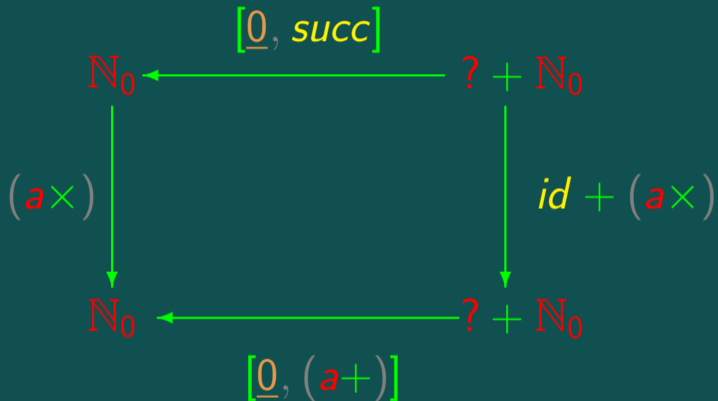 [0, succ]
ℕ₀ ? + ℕ₀
(a×) id + (a×)
ℕ₀ ? + ℕ₀
[0, (a+)]